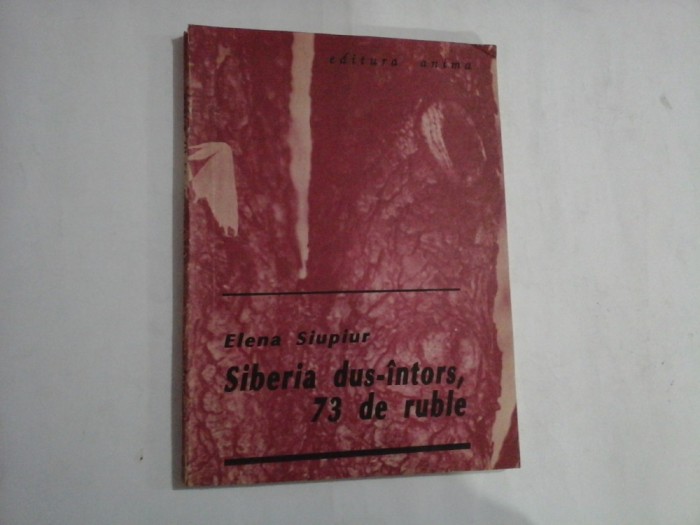 editura anima
Elena Siupiur
Siberia dus-întors,
73 de ruble